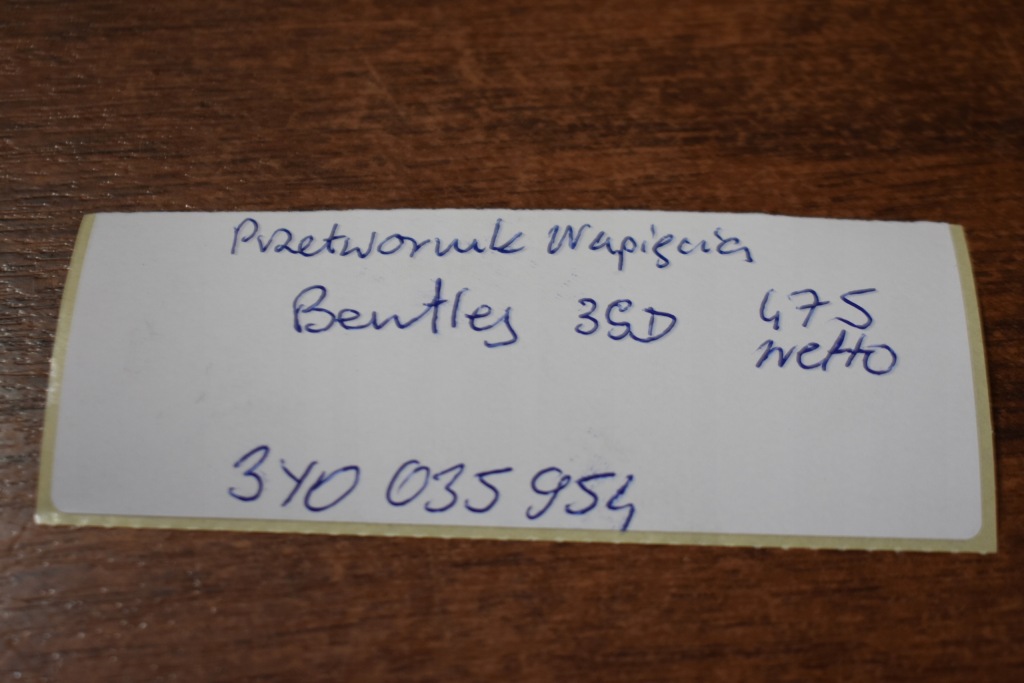 Przetwornik Napięcia
Bentley 3SD 475
netto
3Y0 035 954